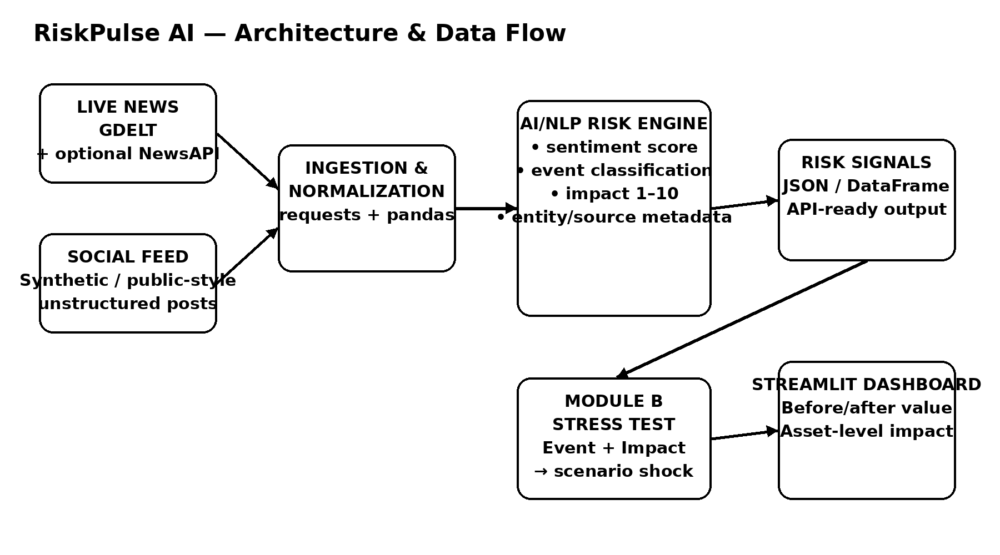 RiskPulse AI — Architecture & Data Flow
LIVE NEWS
GDELT
+ optional NewsAPI
SOCIAL FEED
Synthetic / public-style
unstructured posts
INGESTION &
NORMALIZATION
requests + pandas
AI/NLP RISK ENGINE
• sentiment score
• event classification
• impact 1–10
• entity/source metadata
RISK SIGNALS
JSON / DataFrame
API-ready output
MODULE B
STRESS TEST
Event + Impact
→ scenario shock
STREAMLIT DASHBOARD
Before/after value
Asset-level impact